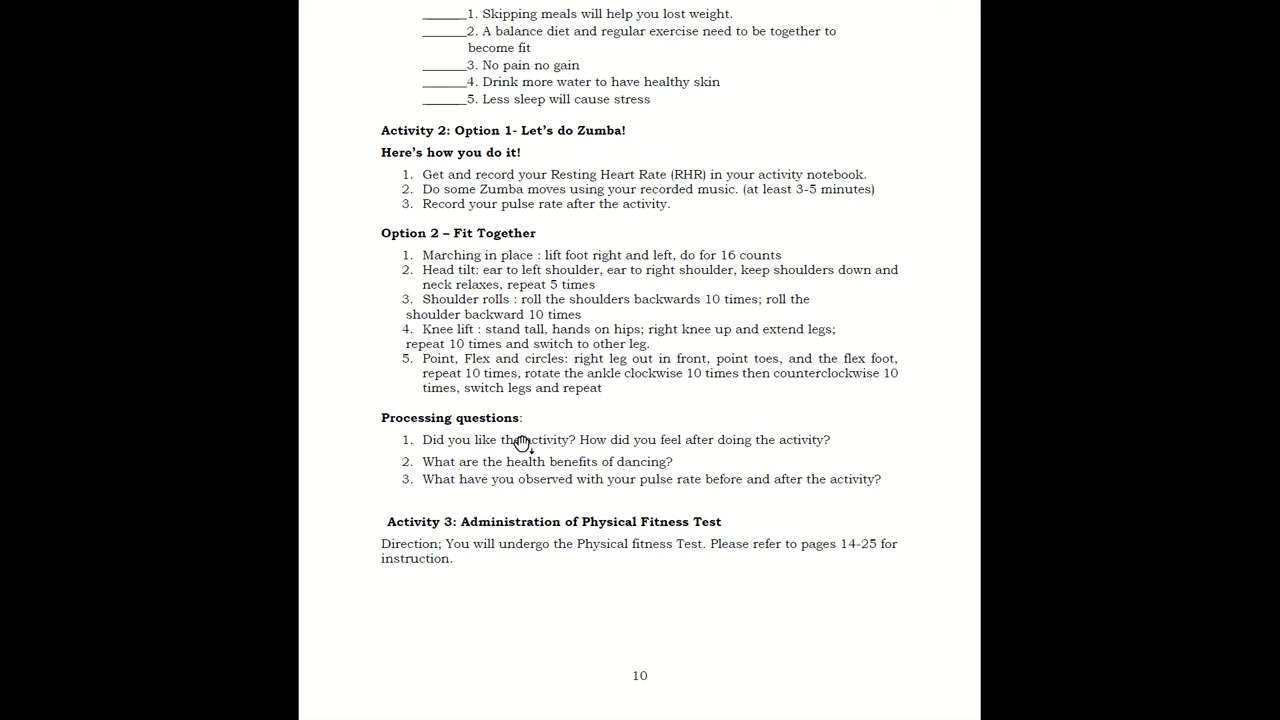 ______1. Skipping meals will help you lost weight.
______2. A balance diet and regular exercise need to be together to
become fit
______3. No pain no gain
______4. Drink more water to have healthy skin
______5. Less sleep will cause stress
Activity 2: Option 1- Let's do Zumba!
Here's how you do it!
1. Get and record your Resting Heart Rate (RHR) in your activity notebook.
2. Do some Zumba moves using your recorded music. (at least 3-5 minutes)
3. Record your pulse rate after the activity.
Option 2 – Fit Together
1. Marching in place : lift foot right and left, do for 16 counts
2. Head tilt: ear to left shoulder, ear to right shoulder, keep shoulders down and
neck relaxes, repeat 5 times
3. Shoulder rolls : roll the shoulders backwards 10 times; roll the
shoulder backward 10 times
4. Knee lift : stand tall, hands on hips; right knee up and extend legs;
repeat 10 times and switch to other leg.
5. Point, Flex and circles: right leg out in front, point toes, and the flex foot,
repeat 10 times, rotate the ankle clockwise 10 times then counterclockwise 10
times, switch legs and repeat
Processing questions:
1. Did you like the activity? How did you feel after doing the activity?
2. What are the health benefits of dancing?
3. What have you observed with your pulse rate before and after the activity?
Activity 3: Administration of Physical Fitness Test
Direction; You will undergo the Physical fitness Test. Please refer to pages 14-25 for
instruction.
10